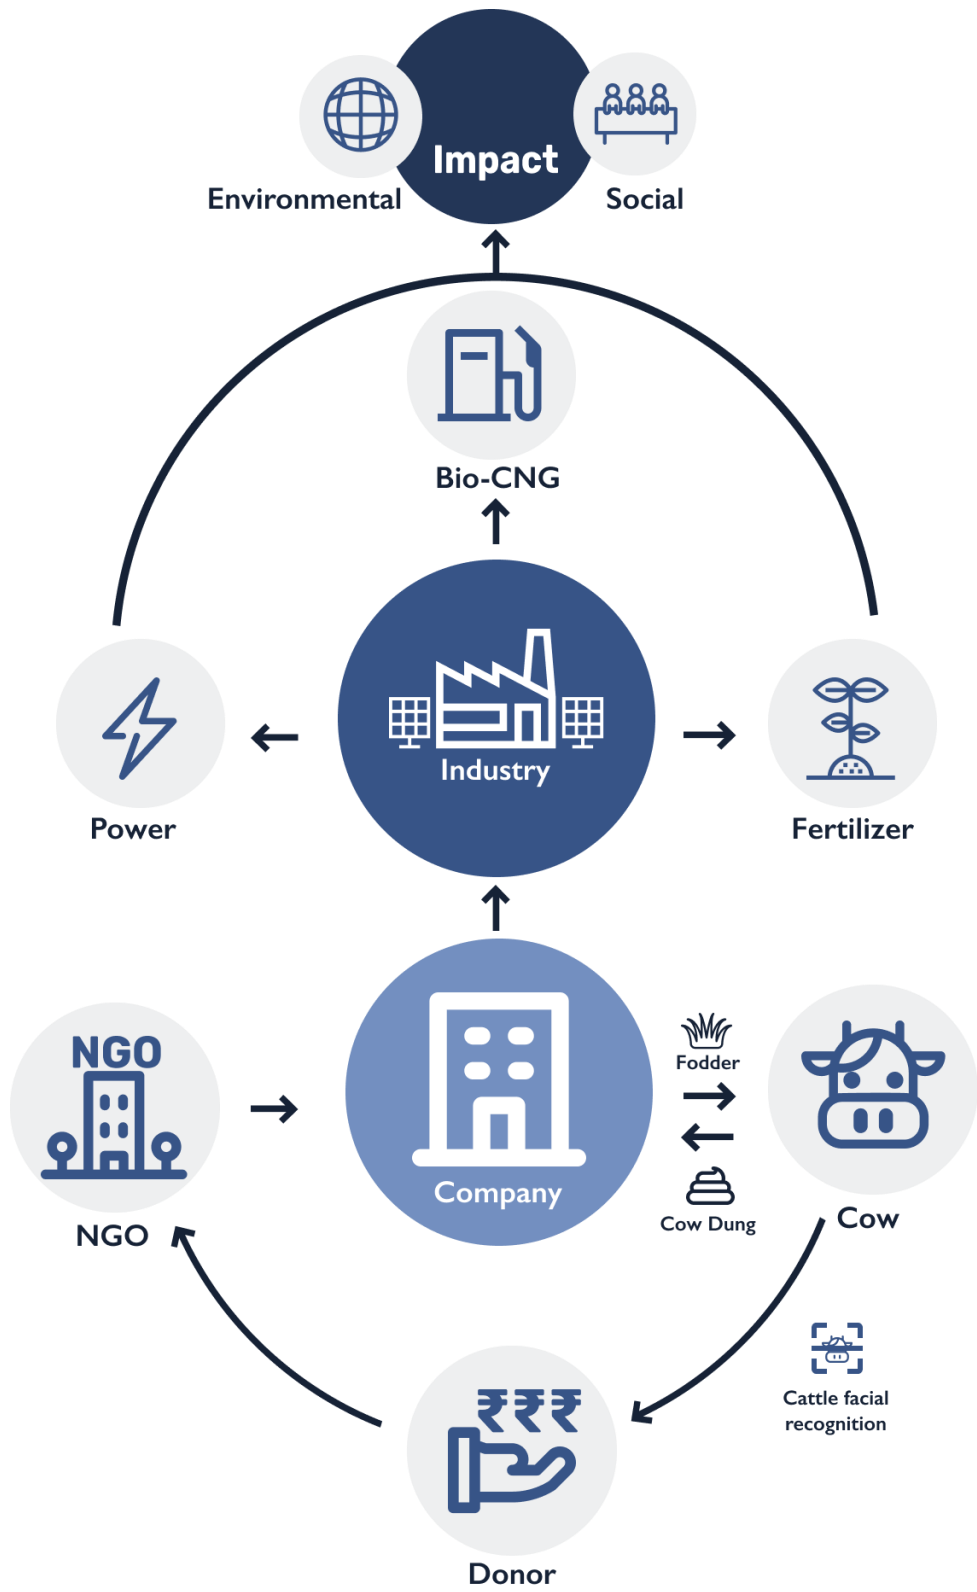 Impact
Environmental
Social
Bio-CNG
Industry
Power
Fertilizer
NGO
Fodder
Company
Cow Dung
NGO
Cow
Cattle facial
recognition
₹₹₹
Donor